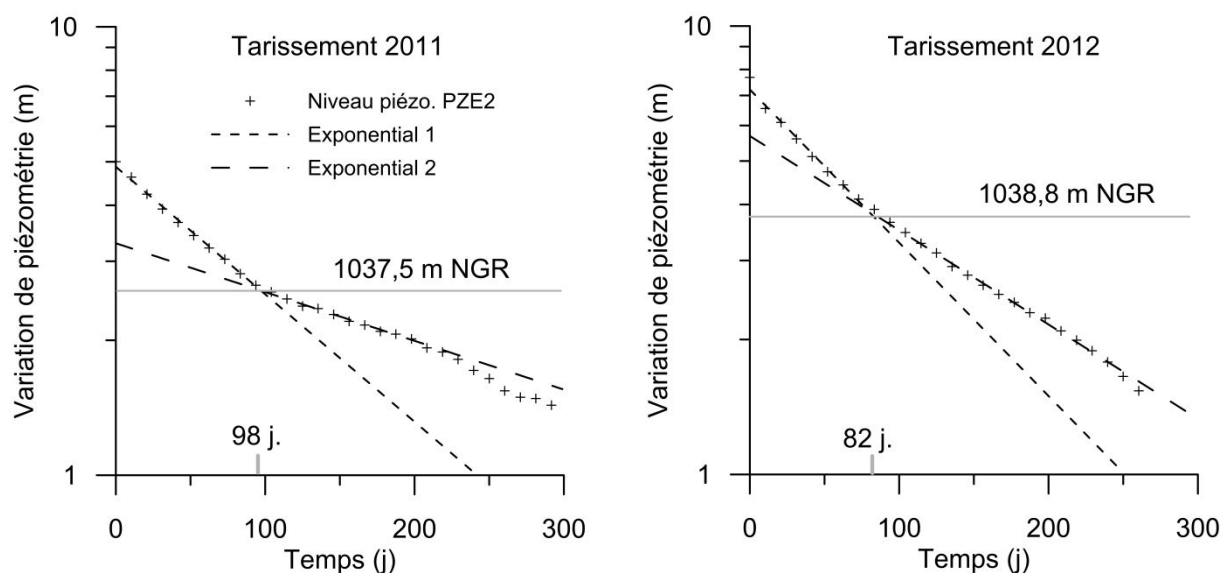 Tarissement 2011
Variation de piézométrie (m)
10
1
Niveau piézo. PZE2
Exponential 1
Exponential 2
1037,5 m NGR
98 j.
0
100
200
300
Temps (j)
Tarissement 2012
Variation de piézométrie (m)
10
1
1038,8 m NGR
82 j.
0
100
200
300
Temps (j)